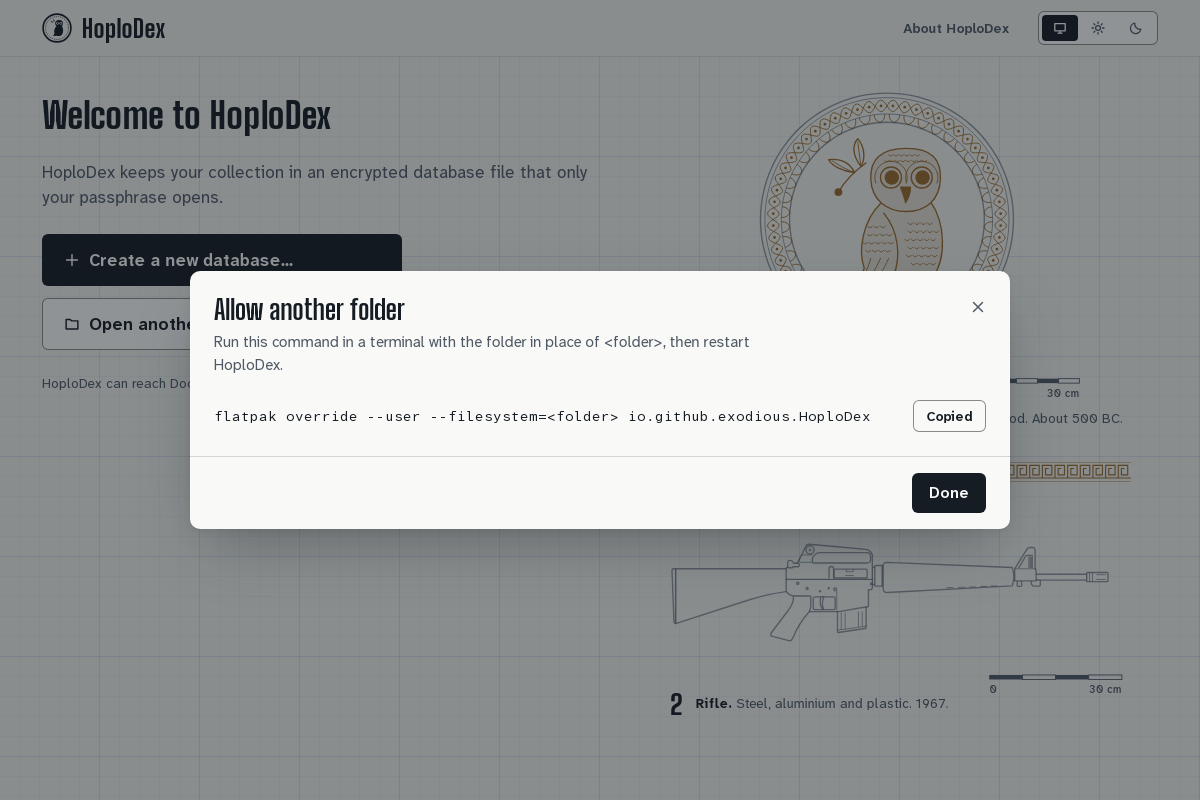 HoploDex
About HoploDex
Welcome to HoploDex
HoploDex keeps your collection in an encrypted database file that only
your passphrase opens.
Create a new database…
Open anothe
HoploDex can reach Doc
Allow another folder
Run this command in a terminal with the folder in place of <folder>, then restart
HoploDex.
flatpak override --user --filesystem=<folder> io.github.exodious.HoploDex
Copied
Done
30 cm
od. About 500 BC.
0
30 cm
2 Rifle. Steel, aluminium and plastic. 1967.